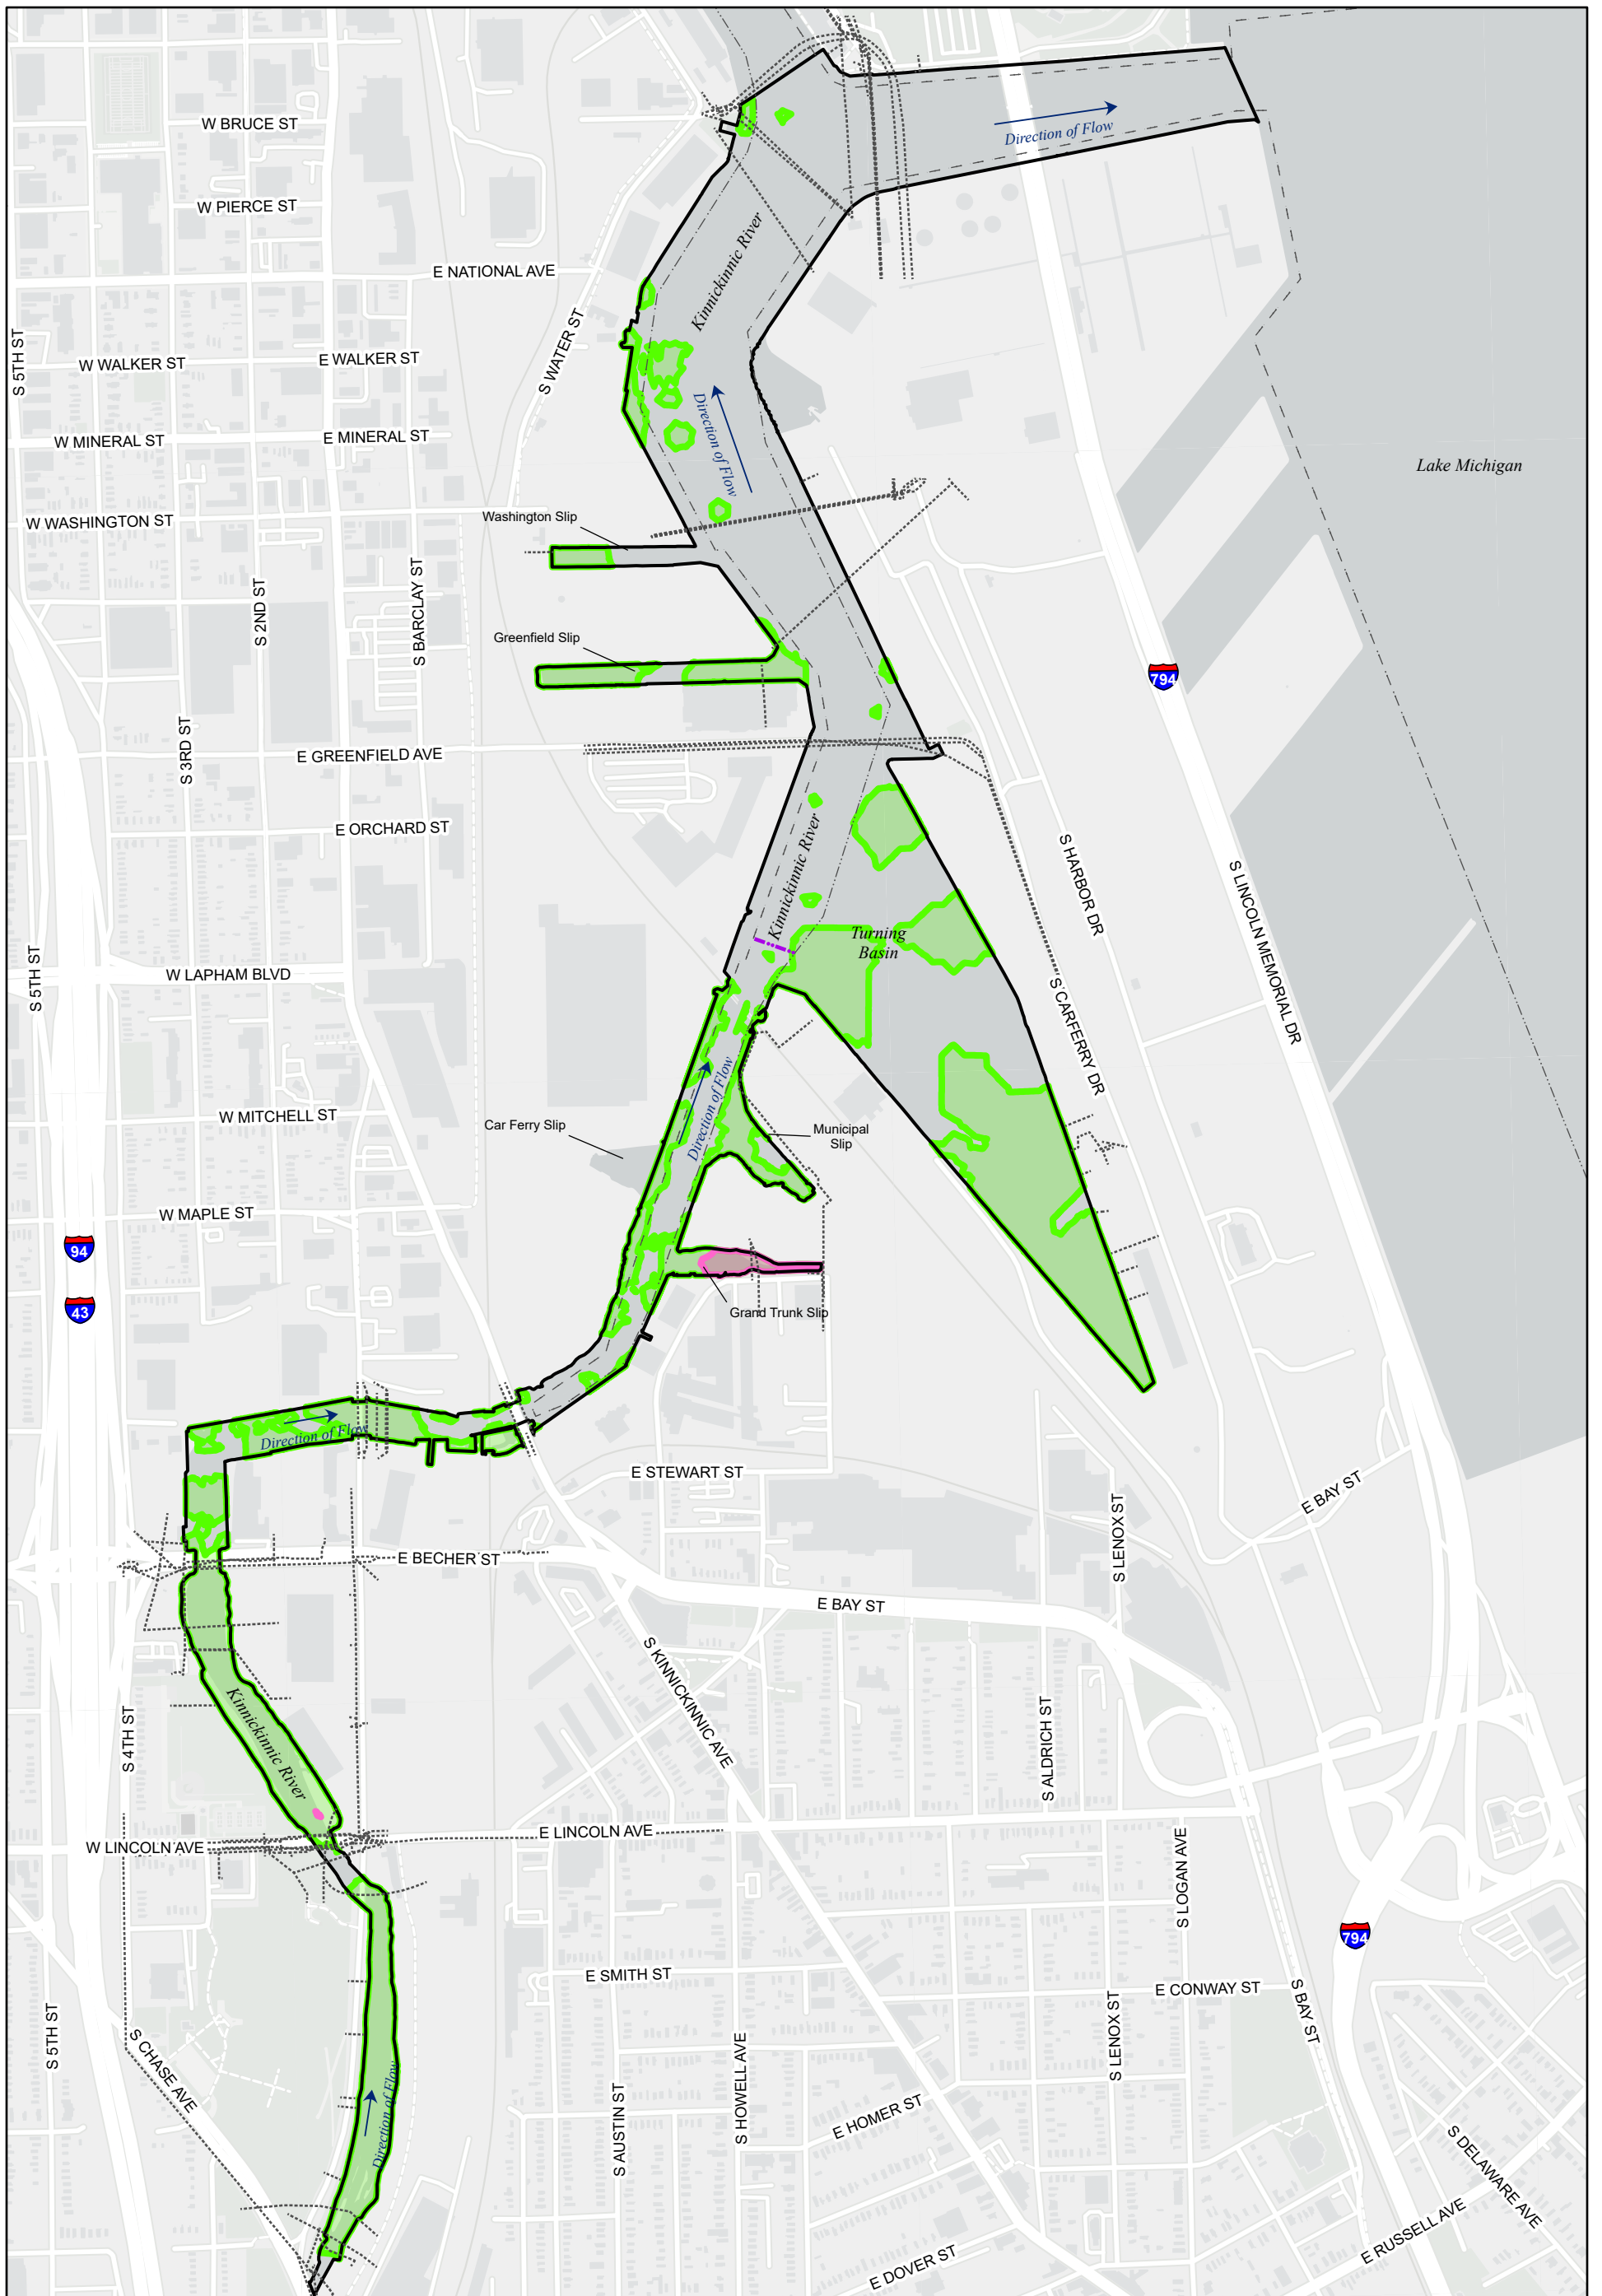 W BRUCE ST
Direction of Flow
W PIERCE ST
Kinnickinnic River
E NATIONAL AVE
S WATER ST
S 5TH ST
W WALKER ST
E WALKER ST
W MINERAL ST
E MINERAL ST
Direction of Flow
Lake Michigan
W WASHINGTON ST
Washington Slip
S 2ND ST
S BARCLAY ST
Greenfield Slip
794
S 3RD ST
E GREENFIELD AVE
E ORCHARD ST
Kinnickinnic River
S HARBOR DR
S LINCOLN MEMORIAL DR
Turning
Basin
S 5TH ST
W LAPHAM BLVD
S CARFERRY DR
Direction of Flow
W MITCHELL ST
Car Ferry Slip
Municipal
Slip
W MAPLE ST
94
43
Grand Trunk Slip
Direction of Flow
E STEWART ST
E BAY ST
S LENOX ST
E BECHER ST
E BAY ST
S KINNICKINNIC AVE
S 4TH ST
Kinnickinnic River
S ALDRICH ST
W LINCOLN AVE
E LINCOLN AVE
S LOGAN AVE
794
E SMITH ST
E CONWAY ST
S 5TH ST
S CHASE AVE
S LENOX ST
S BAY ST
Direction of Flow
S AUSTIN ST
S HOWELL AVE
E HOMER ST
S DELAWARE AVE
E RUSSELL AVE
E DOVER ST